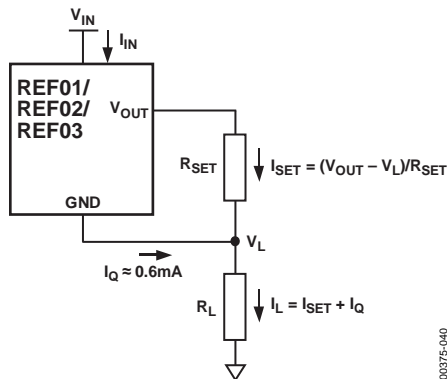 V_IN
I_IN
REF01/
REF02/
REF03
V_OUT
R_SET
I_SET = (V_OUT – V_L)/R_SET
GND
V_L
I_Q ≈ 0.6mA
R_L
I_L = I_SET + I_Q
00375-040